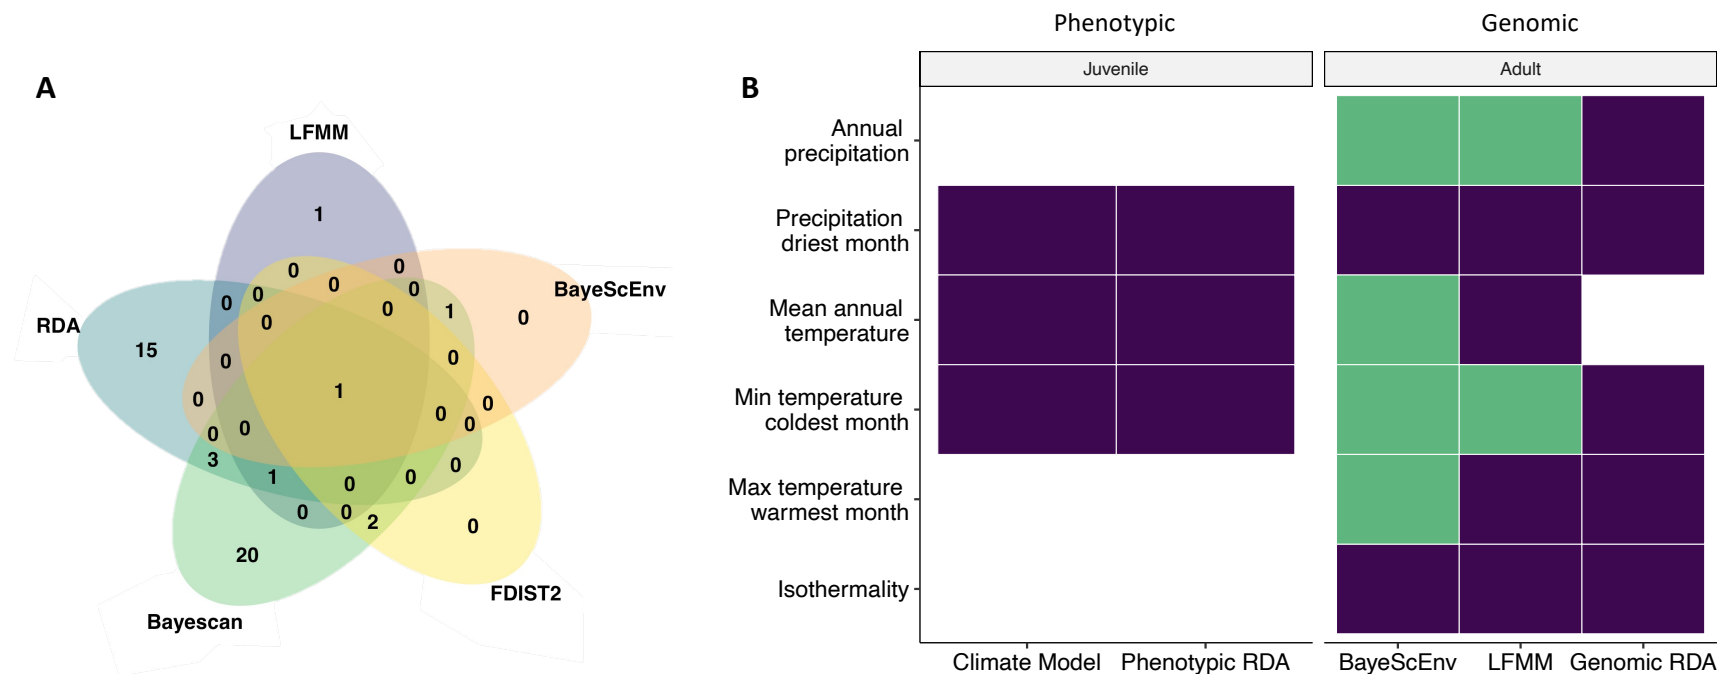 A
LFMM
1
0
0
0
0
0
0
0
0
0
1
BayeScEnv
0
RDA
15
0
0
0
1
0
0
0
0
0
0
0
3
1
0
0
0
0
0
2
0
20
FDIST2
Bayescan
B
Phenotypic
Genomic
Juvenile
Adult
Annual
precipitation
Precipitation
driest month
Mean annual
temperature
Min temperature
coldest month
Max temperature
warmest month
Isothermality
Climate Model
Phenotypic RDA
BayeScEnv
LFMM
Genomic RDA